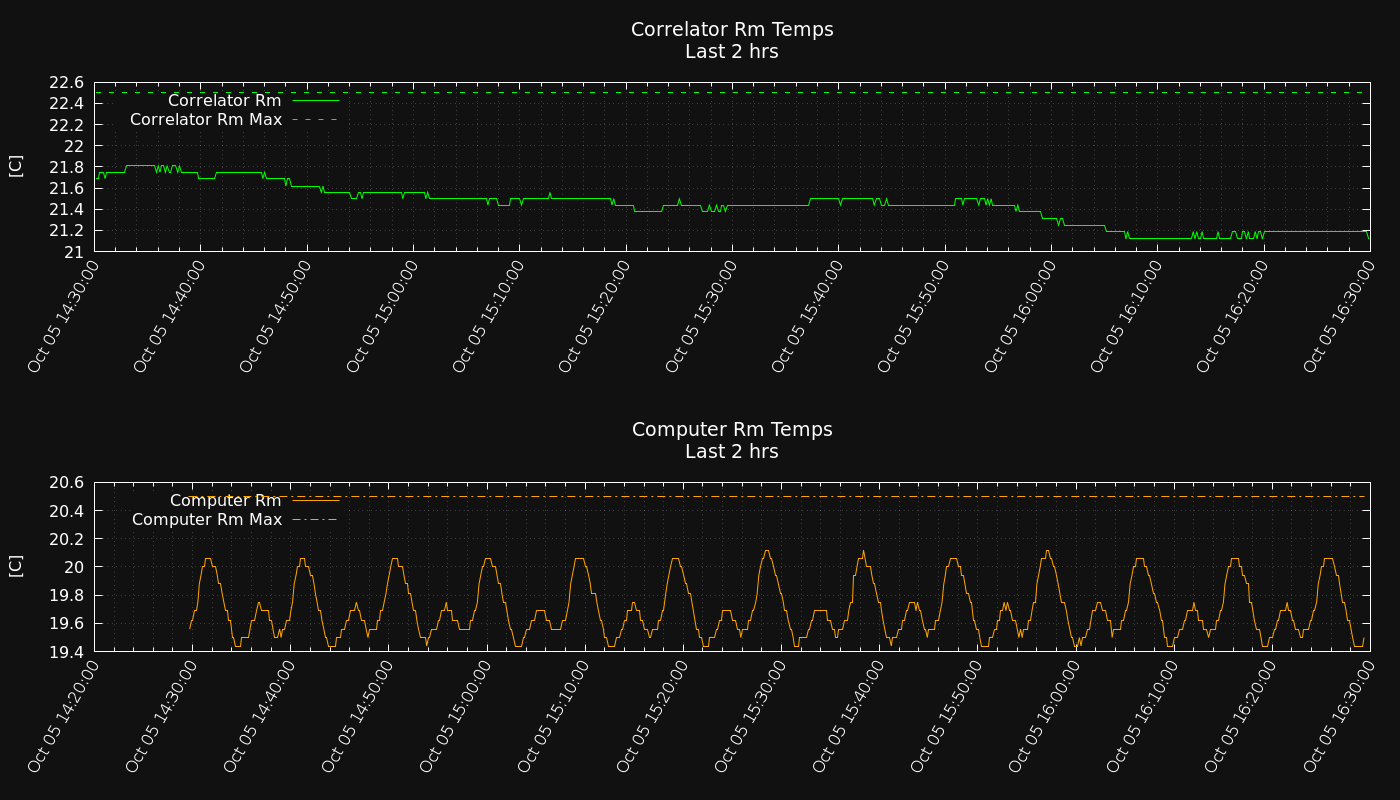 Correlator Rm Temps
Last 2 hrs
22.6
22.4
22.2
22
21.8
21.6
21.4
21.2
21
[C]
Correlator Rm
Correlator Rm Max
Oct 05 14:30:00
Oct 05 14:40:00
Oct 05 14:50:00
Oct 05 15:00:00
Oct 05 15:10:00
Oct 05 15:20:00
Oct 05 15:30:00
Oct 05 15:40:00
Oct 05 15:50:00
Oct 05 16:00:00
Oct 05 16:10:00
Oct 05 16:20:00
Oct 05 16:30:00
Computer Rm Temps
Last 2 hrs
20.6
20.4
20.2
20
19.8
19.6
19.4
[C]
Computer Rm
Computer Rm Max
Oct 05 14:20:00
Oct 05 14:30:00
Oct 05 14:40:00
Oct 05 14:50:00
Oct 05 15:00:00
Oct 05 15:10:00
Oct 05 15:20:00
Oct 05 15:30:00
Oct 05 15:40:00
Oct 05 15:50:00
Oct 05 16:00:00
Oct 05 16:10:00
Oct 05 16:20:00
Oct 05 16:30:00